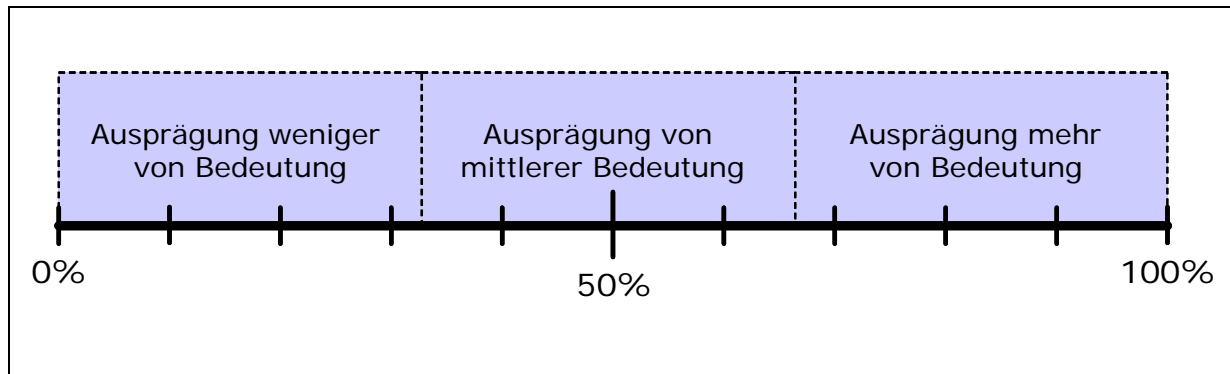 Ausprägung weniger
von Bedeutung
Ausprägung von
mittlerer Bedeutung
Ausprägung mehr
von Bedeutung
0%
50%
100%